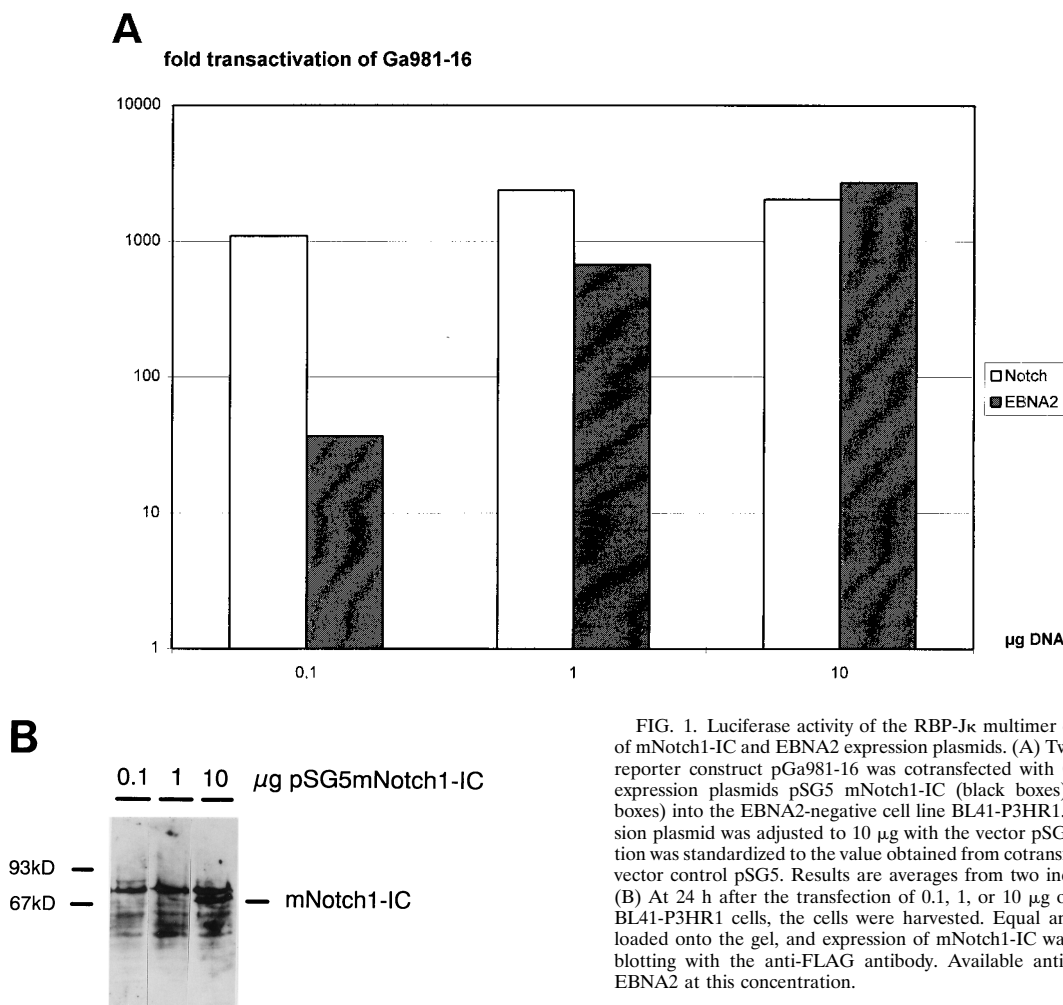 A
fold transactivation of Ga981-16
10000
1000
100
10
1
0,1
1
10
µg DNA
Notch
EBNA2
B
0.1 1 10 µg pSG5mNotch1-IC
93kD
67kD
mNotch1-IC
FIG. 1. Luciferase activity of the RBP-Jκ multimer
of mNotch1-IC and EBNA2 expression plasmids. (A) Tw
reporter construct pGa981-16 was cotransfected with
expression plasmids pSG5 mNotch1-IC (black boxes)
boxes) into the EBNA2-negative cell line BL41-P3HR1.
sion plasmid was adjusted to 10 µg with the vector pSG
tion was standardized to the value obtained from cotransf
vector control pSG5. Results are averages from two ind
(B) At 24 h after the transfection of 0.1, 1, or 10 µg o
BL41-P3HR1 cells, the cells were harvested. Equal am
loaded onto the gel, and expression of mNotch1-IC wa
blotting with the anti-FLAG antibody. Available anti
EBNA2 at this concentration.